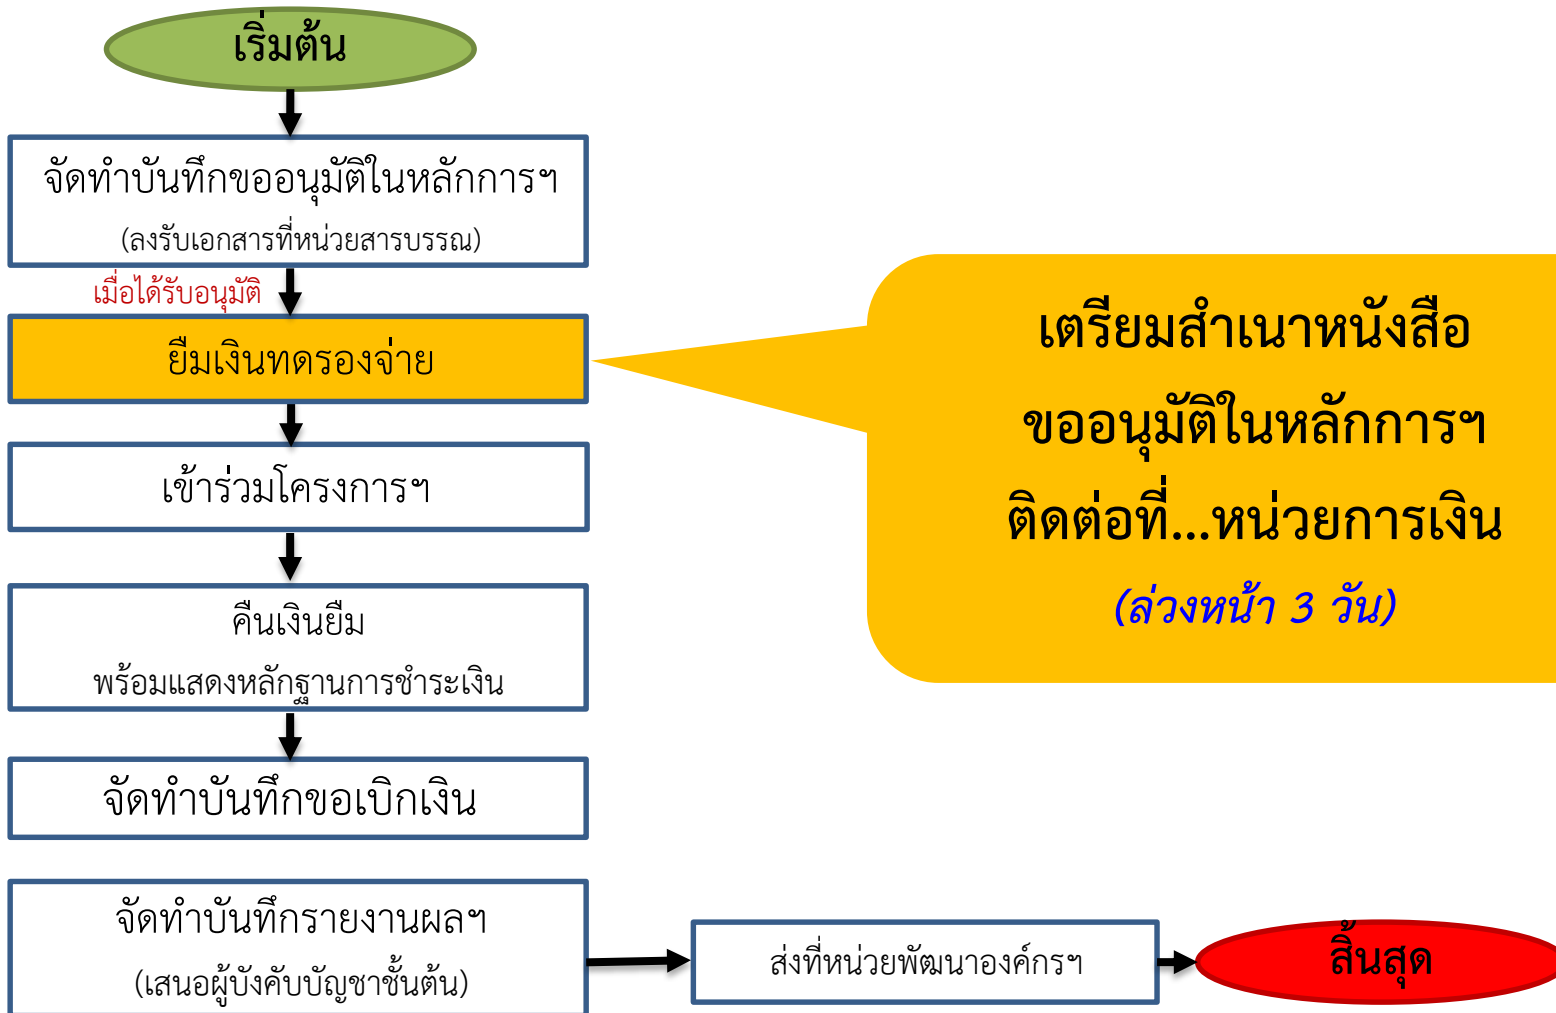 เริ่มต้น
จัดทำบันทึกขออนุมัติในหลักการฯ
(ลงรับเอกสารที่หน่วยสารบรรณ)
เมื่อได้รับอนุมัติ
ยืมเงินทดรองจ่าย
เตรียมสำเนาหนังสือ
ขออนุมัติในหลักการฯ
ติดต่อที่...หน่วยการเงิน
(ล่วงหน้า 3 วัน)
เข้าร่วมโครงการฯ
คืนเงินยืม
พร้อมแสดงหลักฐานการชำระเงิน
จัดทำบันทึกขอเบิกเงิน
จัดทำบันทึกรายงานผลฯ
(เสนอผู้บังคับบัญชาชั้นต้น)
ส่งที่หน่วยพัฒนาองค์กรฯ
สิ้นสุด